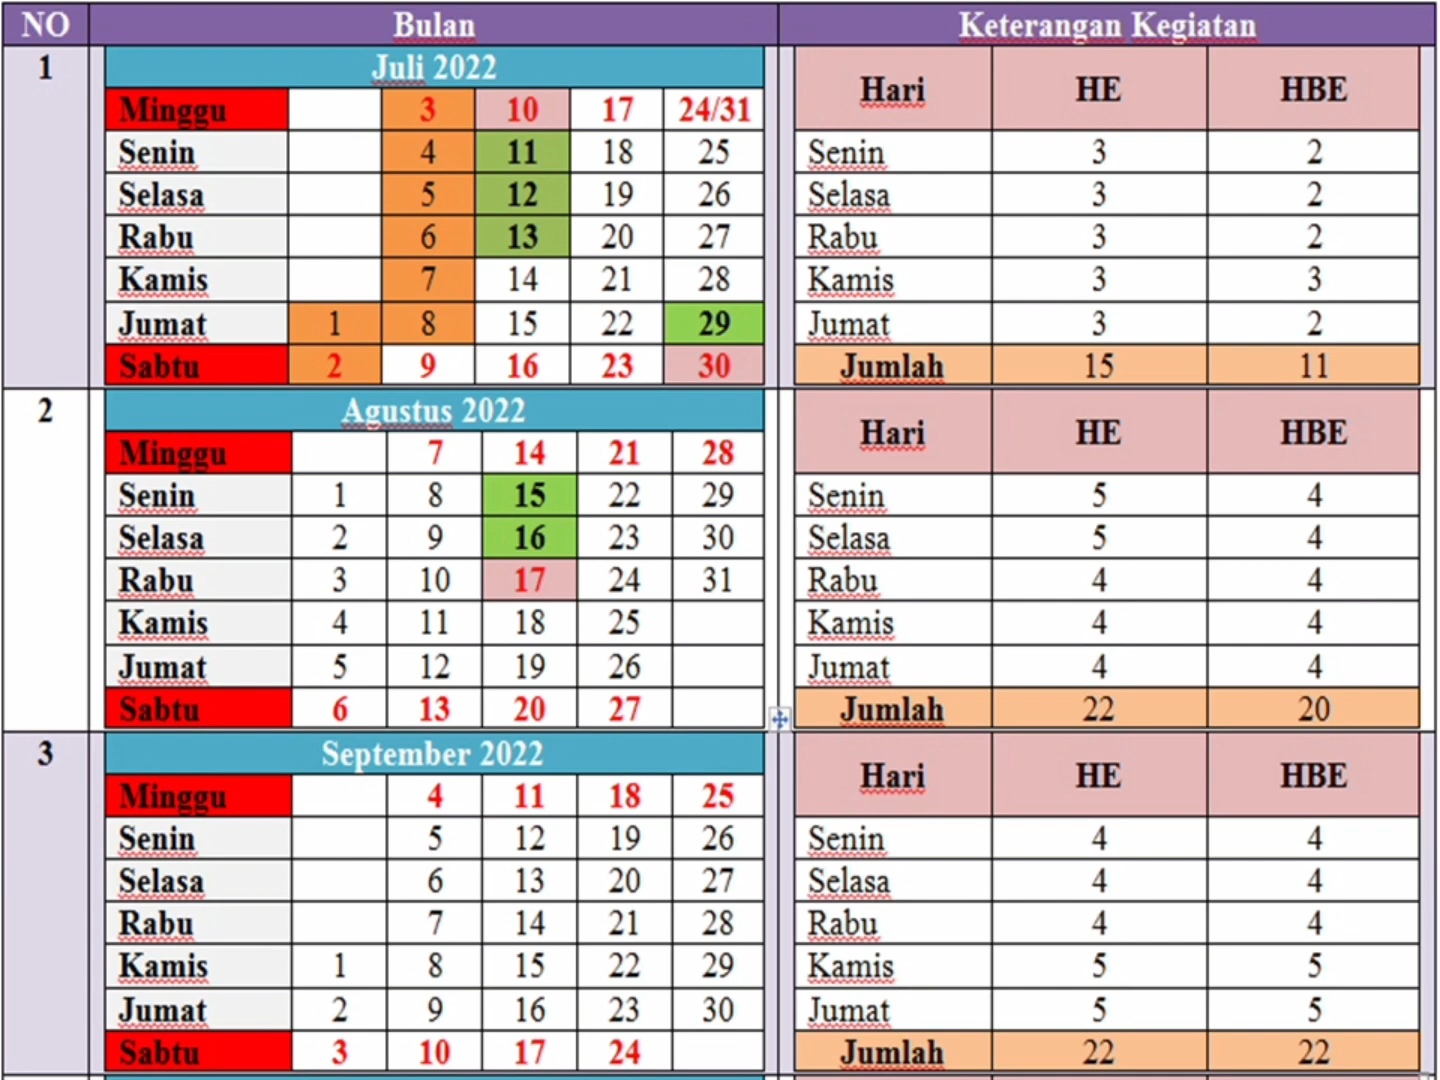 NO Bulan Keterangan Kegiatan
1 Juli 2022 Hari HE HBE
Minggu 3 10 17 24/31
Senin 4 11 18 25 Senin 3 2
Selasa 5 12 19 26 Selasa 3 2
Rabu 6 13 20 27 Rabu 3 2
Kamis 7 14 21 28 Kamis 3 3
Jumat 1 8 15 22 29 Jumat 3 2
Sabtu 2 9 16 23 30 Jumlah 15 11
2 Agustus 2022 Hari HE HBE
Minggu 7 14 21 28
Senin 1 8 15 22 29 Senin 5 4
Selasa 2 9 16 23 30 Selasa 5 4
Rabu 3 10 17 24 31 Rabu 4 4
Kamis 4 11 18 25 Kamis 4 4
Jumat 5 12 19 26 Jumat 4 4
Sabtu 6 13 20 27 Jumlah 22 20
3 September 2022 Hari HE HBE
Minggu 4 11 18 25
Senin 5 12 19 26 Senin 4 4
Selasa 6 13 20 27 Selasa 4 4
Rabu 7 14 21 28 Rabu 4 4
Kamis 1 8 15 22 29 Kamis 5 5
Jumat 2 9 16 23 30 Jumat 5 5
Sabtu 3 10 17 24 Jumlah 22 22